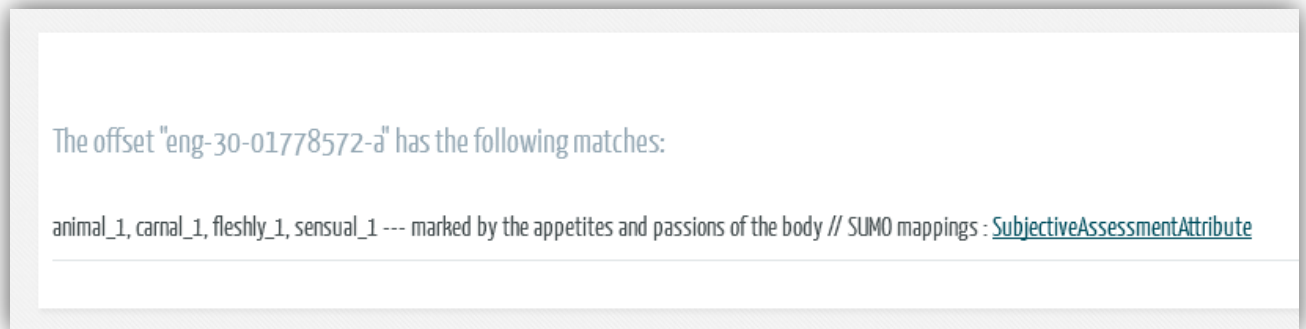 The offset "eng-30-01778572-a" has the following matches:
animal_1, carnal_1, fleshly_1, sensual_1 --- marked by the appetites and passions of the body // SUMO mappings : SubjectiveAssessmentAttribute